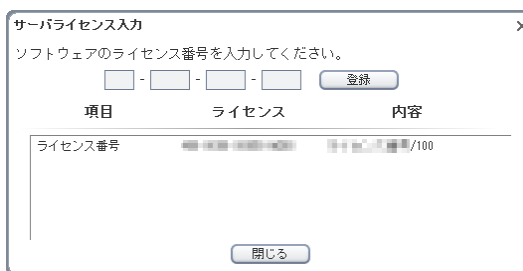 サーバライセンス入力
ソフトウェアのライセンス番号を入力してください。
- - - 登録
項目 ライセンス 内容
ライセンス番号 /100
閉じる